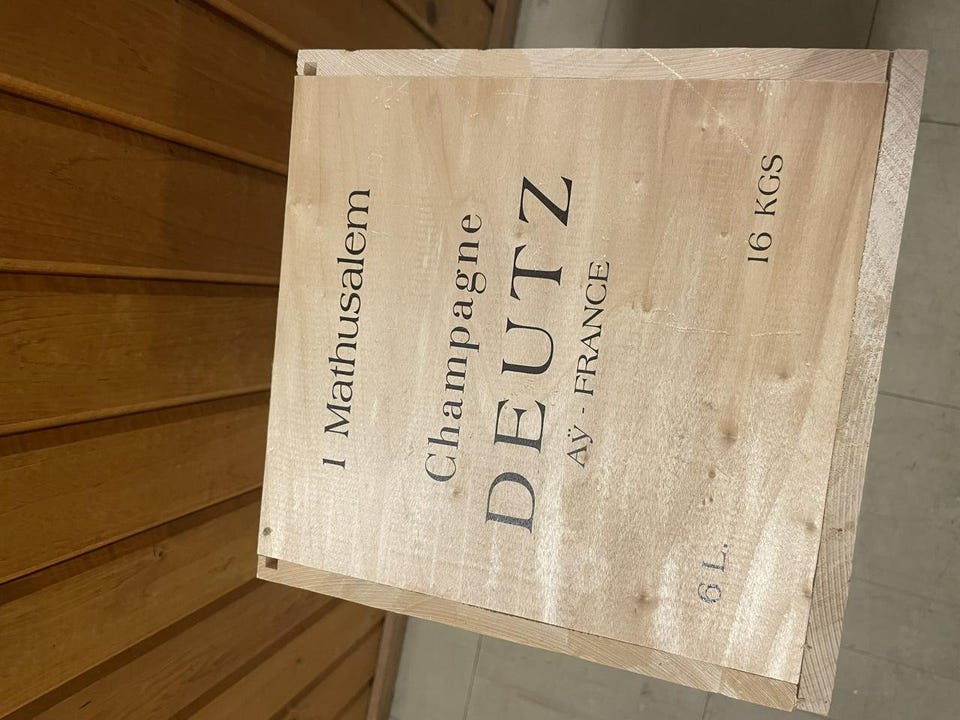 1 Mathusalem
Champagne
DEUTZ
Aÿ - FRANCE
6 L. 16 KGS